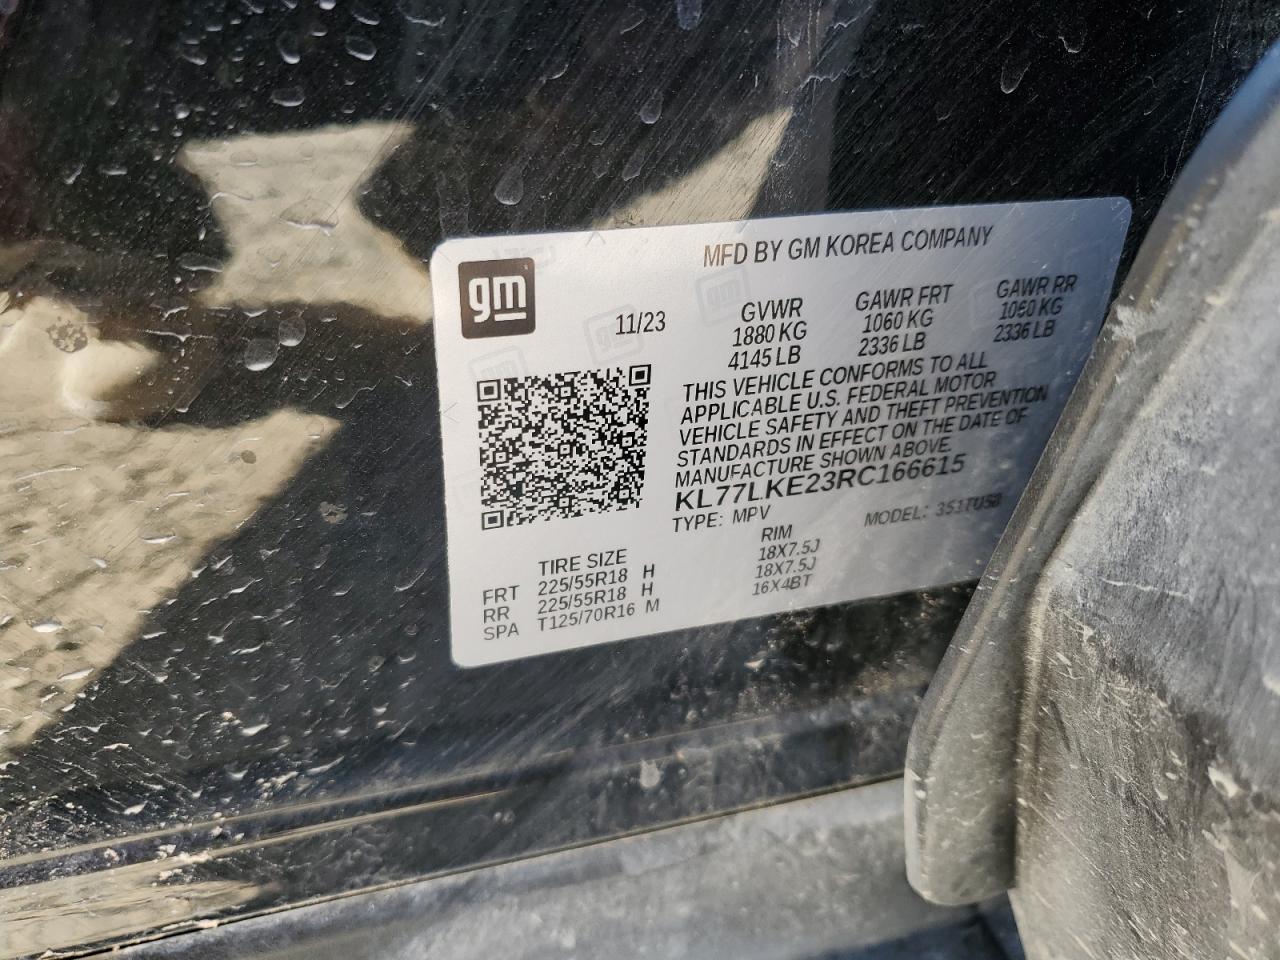 MFD BY GM KOREA COMPANY
gm
11/23
GVWR GAWR FRT GAWR RR
1880 KG 1060 KG 1060 KG
4145 LB 2336 LB 2336 LB
THIS VEHICLE CONFORMS TO ALL
APPLICABLE U.S. FEDERAL MOTOR
VEHICLE SAFETY AND THEFT PREVENTION
STANDARDS IN EFFECT ON THE DATE OF
MANUFACTURE SHOWN ABOVE.
KL77LKE23RC166615
TYPE: MPV MODEL:
TIRE SIZE RIM
FRT 225/55R18 H 18X7.5J
RR 225/55R18 H 18X7.5J
SPA T125/70R16 M 16X4BT